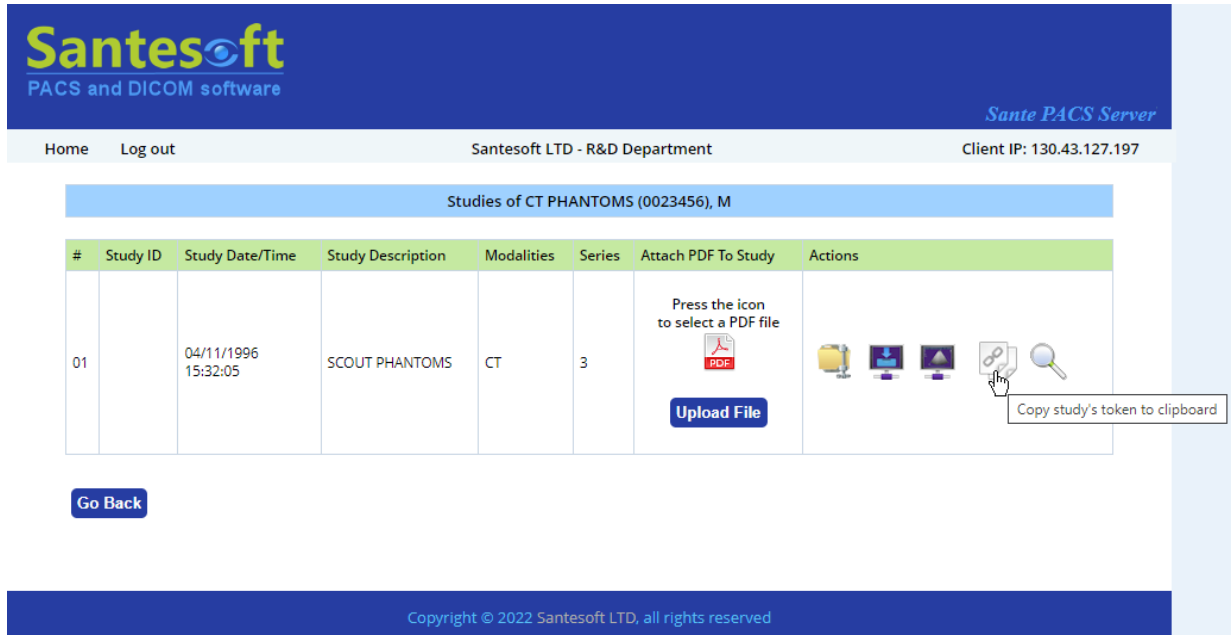 Santesoft
PACS and DICOM software
Sante PACS Server
Home Log out Santesoft LTD - R&D Department Client IP: 130.43.127.197
Studies of CT PHANTOMS (0023456), M
# Study ID Study Date/Time Study Description Modalities Series Attach PDF To Study Actions
Press the icon
to select a PDF file
PDF
01 04/11/1996 15:32:05 SCOUT PHANTOMS CT 3
Upload File
Copy study's token to clipboard
Go Back
Copyright © 2022 Santesoft LTD, all rights reserved